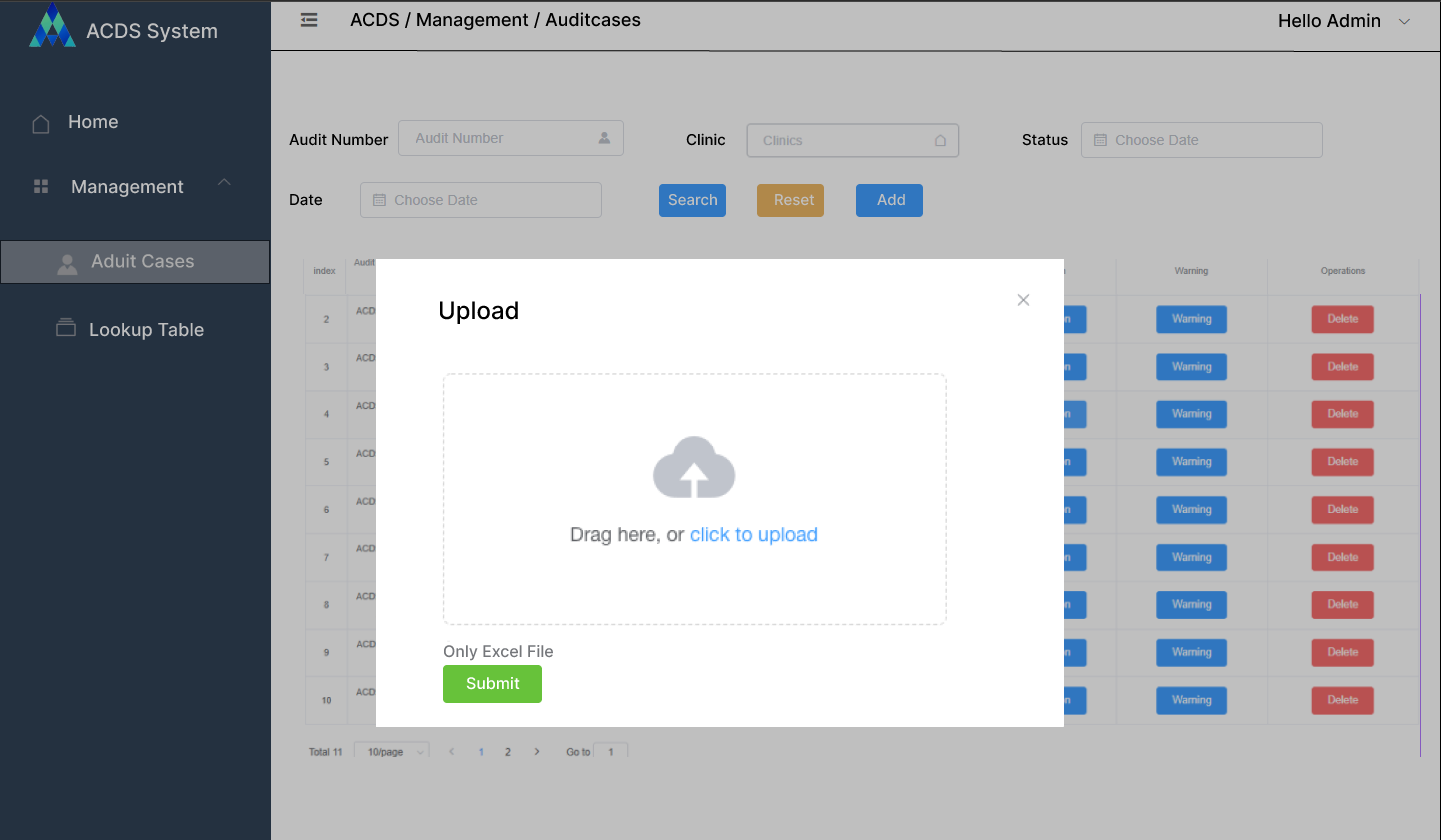 ACDS System
ACDS / Management / Auditcases
Hello Admin
Home
Management
Aduit Cases
Lookup Table
Audit Number
Audit Number
Clinic
Clinics
Status
Choose Date
Date
Choose Date
Search
Reset
Add
index
Audit
Warning
Operations
2
ACD
Warning
Delete
3
ACD
Warning
Delete
4
ACD
Warning
Delete
5
ACD
Warning
Delete
6
ACD
Warning
Delete
7
ACD
Warning
Delete
8
ACD
Warning
Delete
9
ACD
Warning
Delete
10
ACD
Warning
Delete
Upload
Drag here, or click to upload
Only Excel File
Submit
Total 11
10/page
1
2
Go to
1